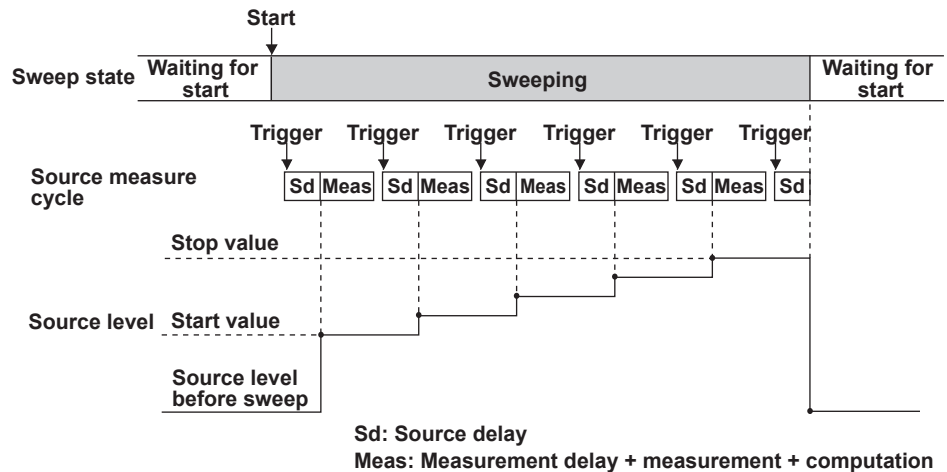 Start
Sweep state
Waiting for
start
Sweeping
Waiting for
start
Trigger Trigger Trigger Trigger Trigger Trigger
Source measure
cycle
Sd Meas Sd Meas Sd Meas Sd Meas Sd Meas Sd
Stop value
Source level
Start value
Source level
before sweep
Sd: Source delay
Meas: Measurement delay + measurement + computation